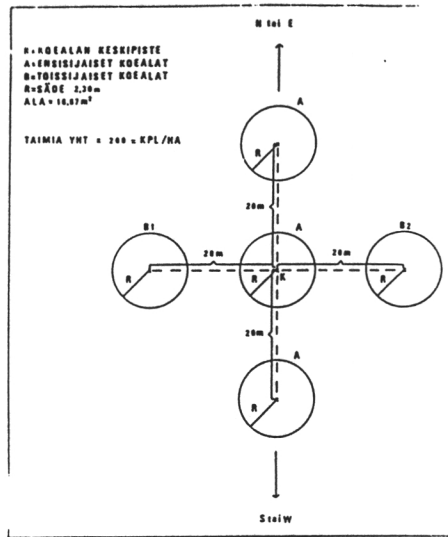 N tai E
K=KOEALAN KESKIPISTE
A=ENSISIJAISET KOEALAT
B=TOISSIJAISET KOEALAT
R=SÄDE 2,30m
ALA = 16,67m²
TAIMIA YHT x 200 = KPL/HA
A
R
20m
B1
A
B2
20m
20m
R
R
K
R
20m
A
R
S tai W